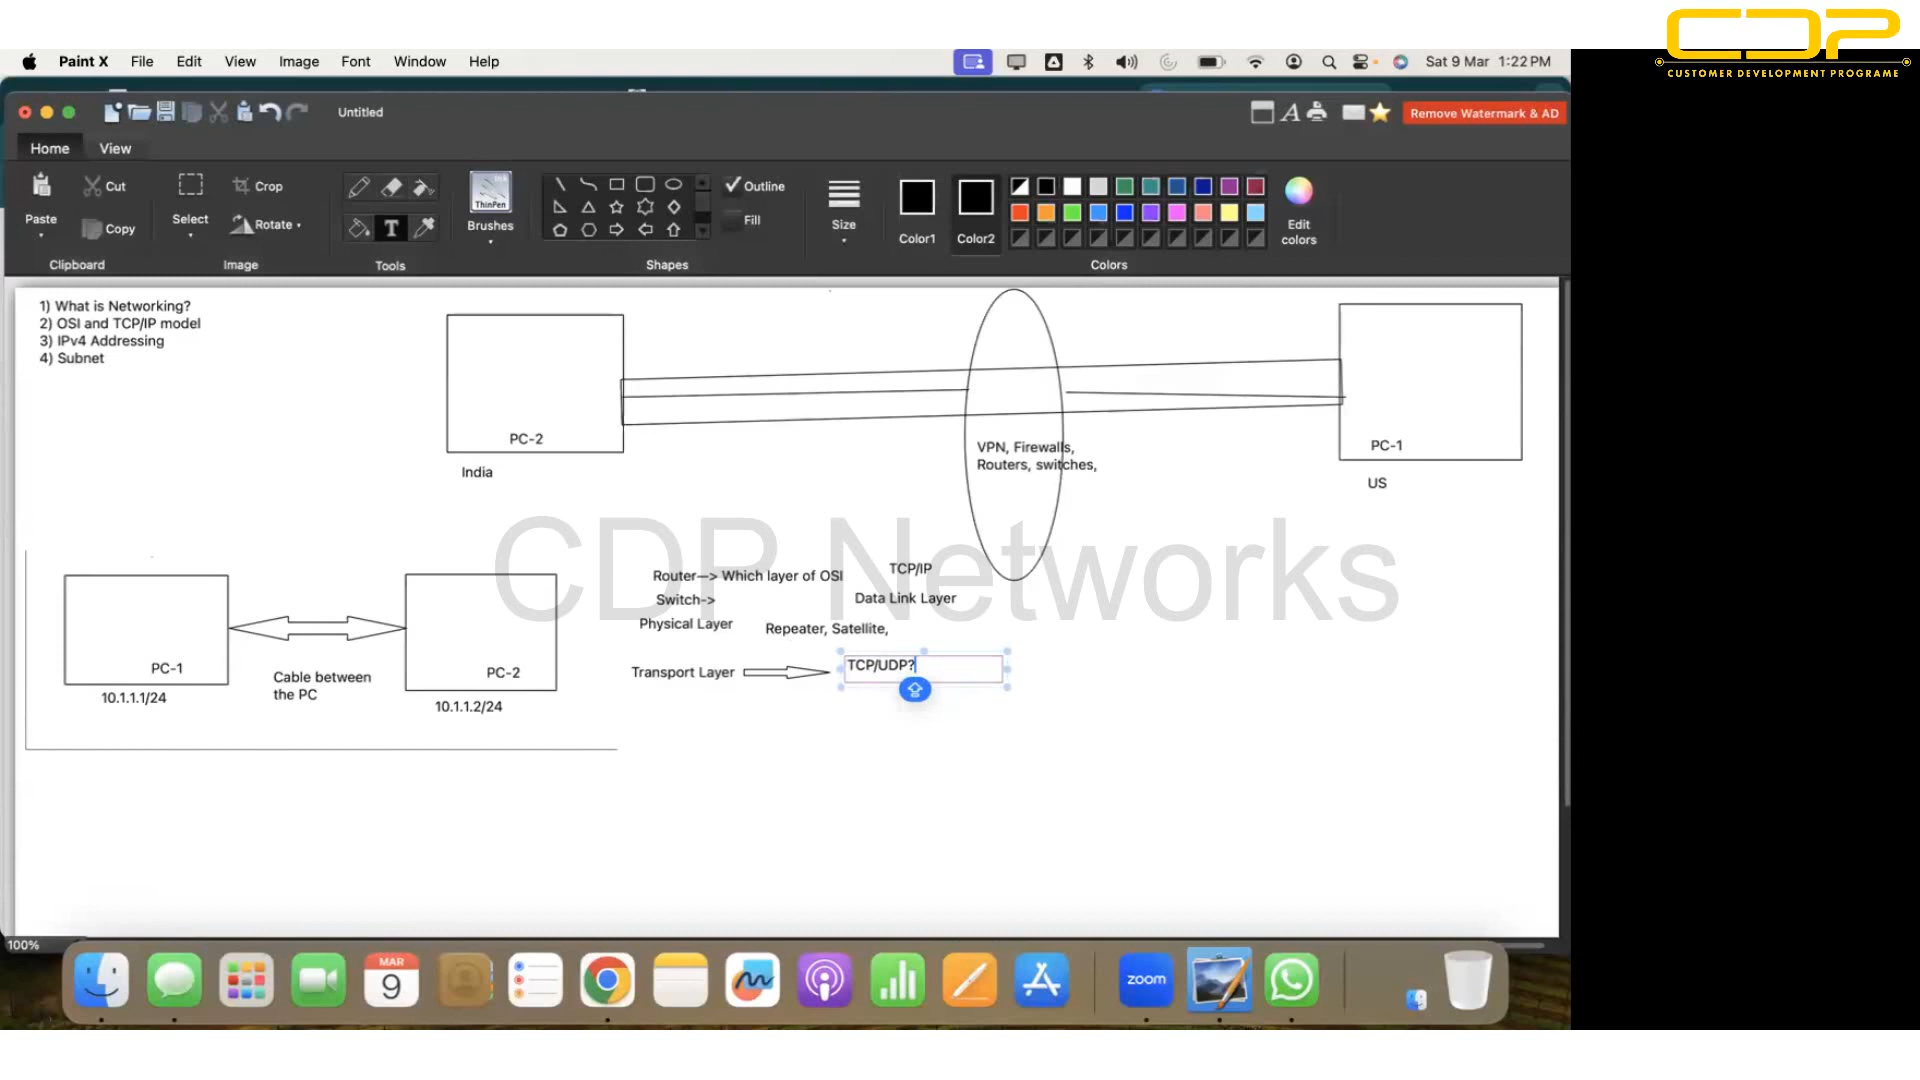 CDP
CUSTOMER DEVELOPMENT PROGRAME
Paint X File Edit View Image Font Window Help
Sat 9 Mar 1:22 PM
Untitled
Remove Watermark & AD
Home View
Paste
Cut
Copy
Clipboard
Select
Crop
Rotate
Image
Tools
Ink
ThinPen
Brushes
Shapes
Outline
Fill
Size
Color1
Color2
Edit
colors
Colors
1) What is Networking?
2) OSI and TCP/IP model
3) IPv4 Addressing
4) Subnet
PC-2
India
VPN, Firewalls,
Routers, switches,
PC-1
US
CDP Networks
PC-1
10.1.1.1/24
Cable between
the PC
PC-2
10.1.1.2/24
Router—> Which layer of OSI
TCP/IP
Switch->
Data Link Layer
Physical Layer
Repeater, Satellite,
Transport Layer
TCP/UDP?
100%
MAR
9
zoom